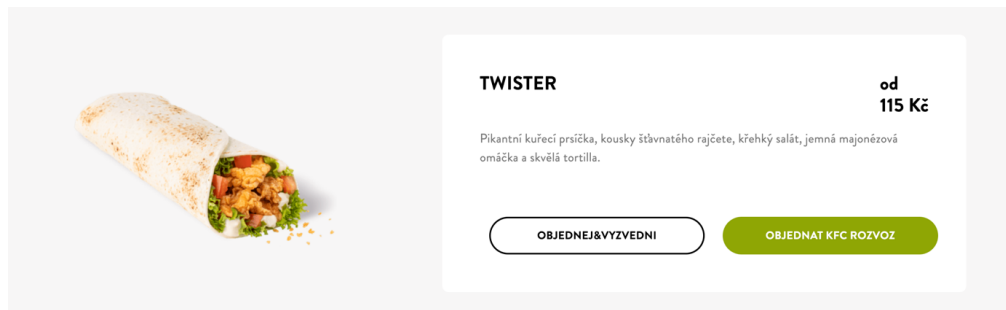 TWISTER
od
115 Kč
Pikantní kuřecí prsíčka, kousky šťavnatého rajčete, křehký salát, jemná majonézová
omáčka a skvělá tortilla.
OBJEDNEJ&VYZVEDNI
OBJEDNAT KFC ROZVOZ